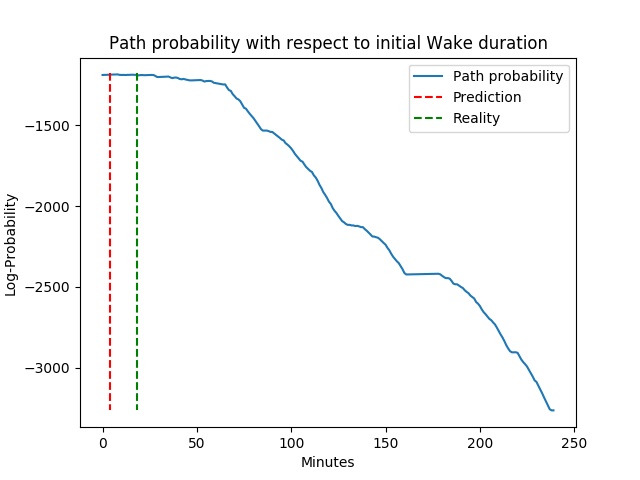 Path probability with respect to initial Wake duration
Path probability
Prediction
Reality
Log-Probability
−1500
−2000
−2500
−3000
0
50
100
150
200
250
Minutes